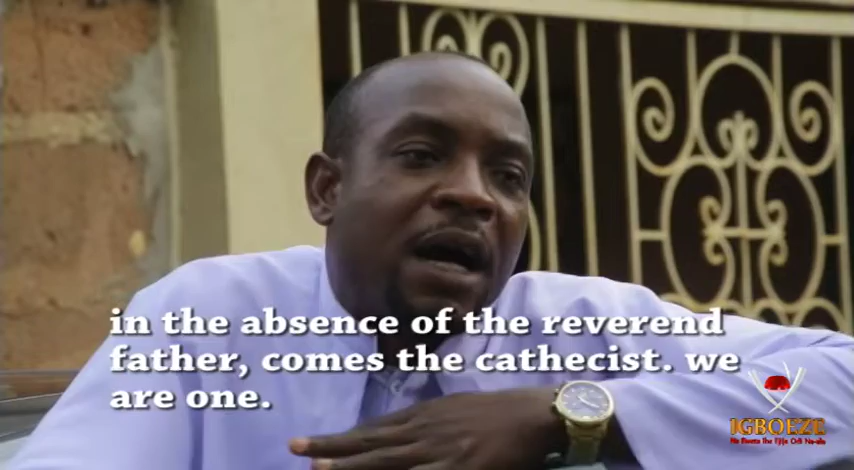 in the absence of the reverend
father, comes the cathecist. we
are one.
IGBOEZE